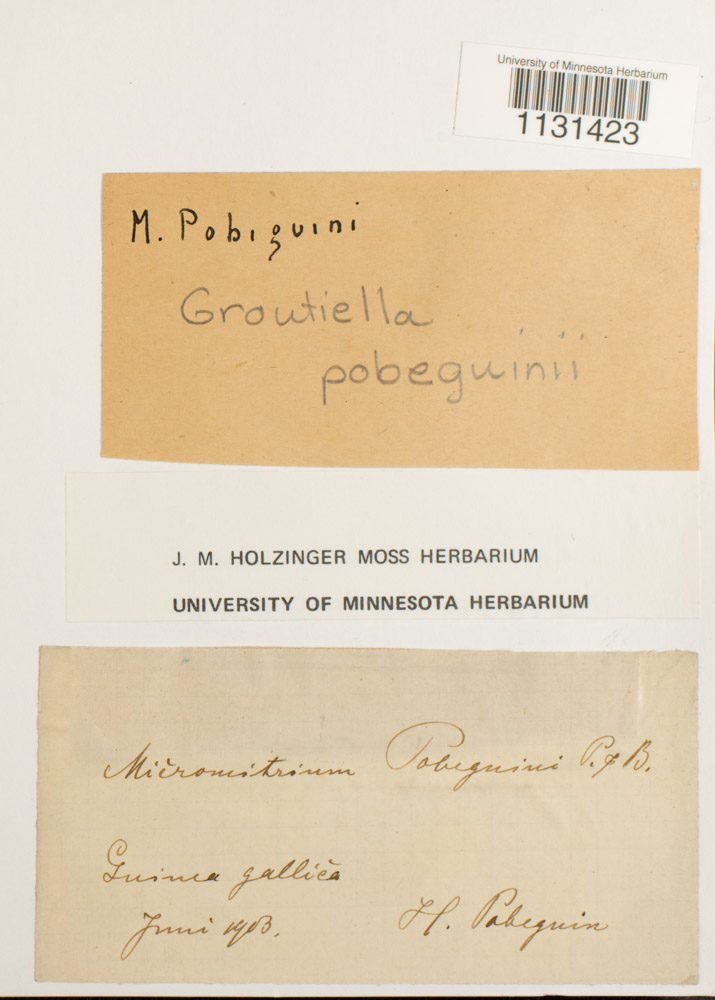 University of Minnesota Herbarium
1131423
M. Pobiguini
Groutiella
pobeguinii
J. M. HOLZINGER MOSS HERBARIUM
UNIVERSITY OF MINNESOTA HERBARIUM
Micromitrium Pobeguini P. & B.
Guinea gallica
Juni 1903. H. Pobeguin